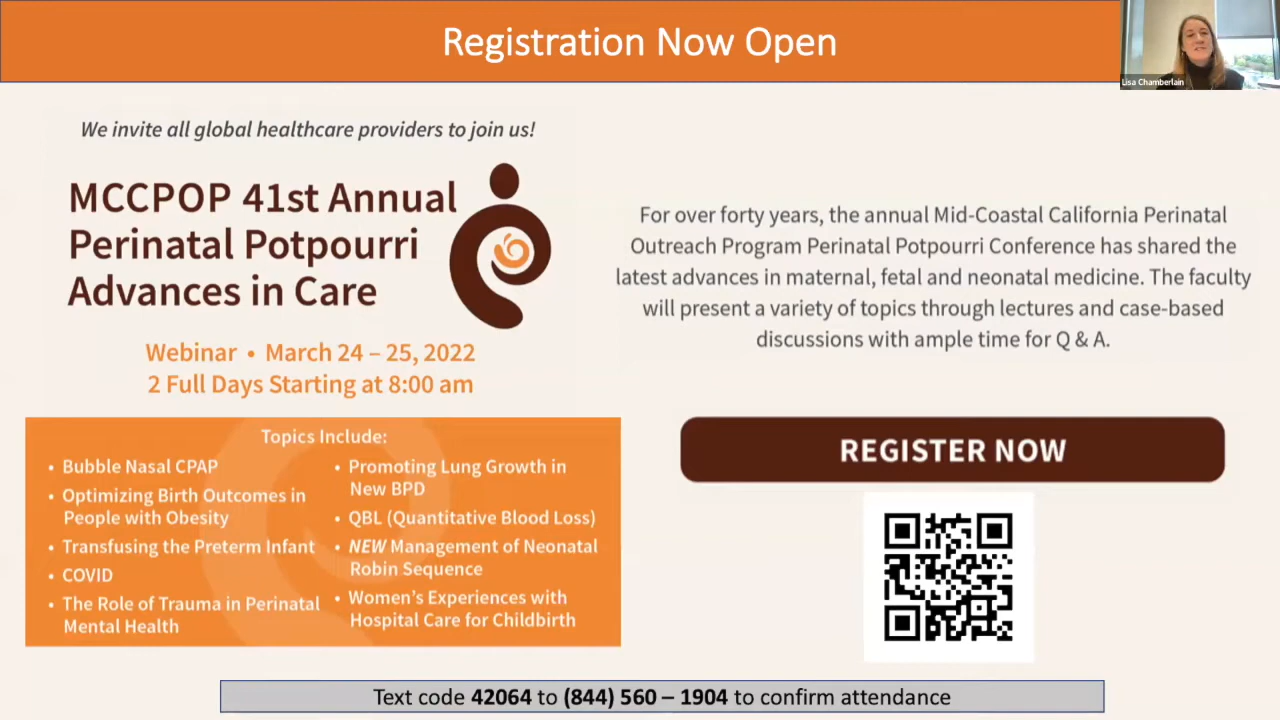 Registration Now Open
Lisa Chamberlain
We invite all global healthcare providers to join us!
MCCPOP 41st Annual
Perinatal Potpourri
Advances in Care
Webinar • March 24 – 25, 2022
2 Full Days Starting at 8:00 am
Topics Include:
• Bubble Nasal CPAP
• Optimizing Birth Outcomes in
People with Obesity
• Transfusing the Preterm Infant
• COVID
• The Role of Trauma in Perinatal
Mental Health
• Promoting Lung Growth in
New BPD
• QBL (Quantitative Blood Loss)
• NEW Management of Neonatal
Robin Sequence
• Women's Experiences with
Hospital Care for Childbirth
For over forty years, the annual Mid-Coastal California Perinatal
Outreach Program Perinatal Potpourri Conference has shared the
latest advances in maternal, fetal and neonatal medicine. The faculty
will present a variety of topics through lectures and case-based
discussions with ample time for Q & A.
REGISTER NOW
Text code 42064 to (844) 560 – 1904 to confirm attendance